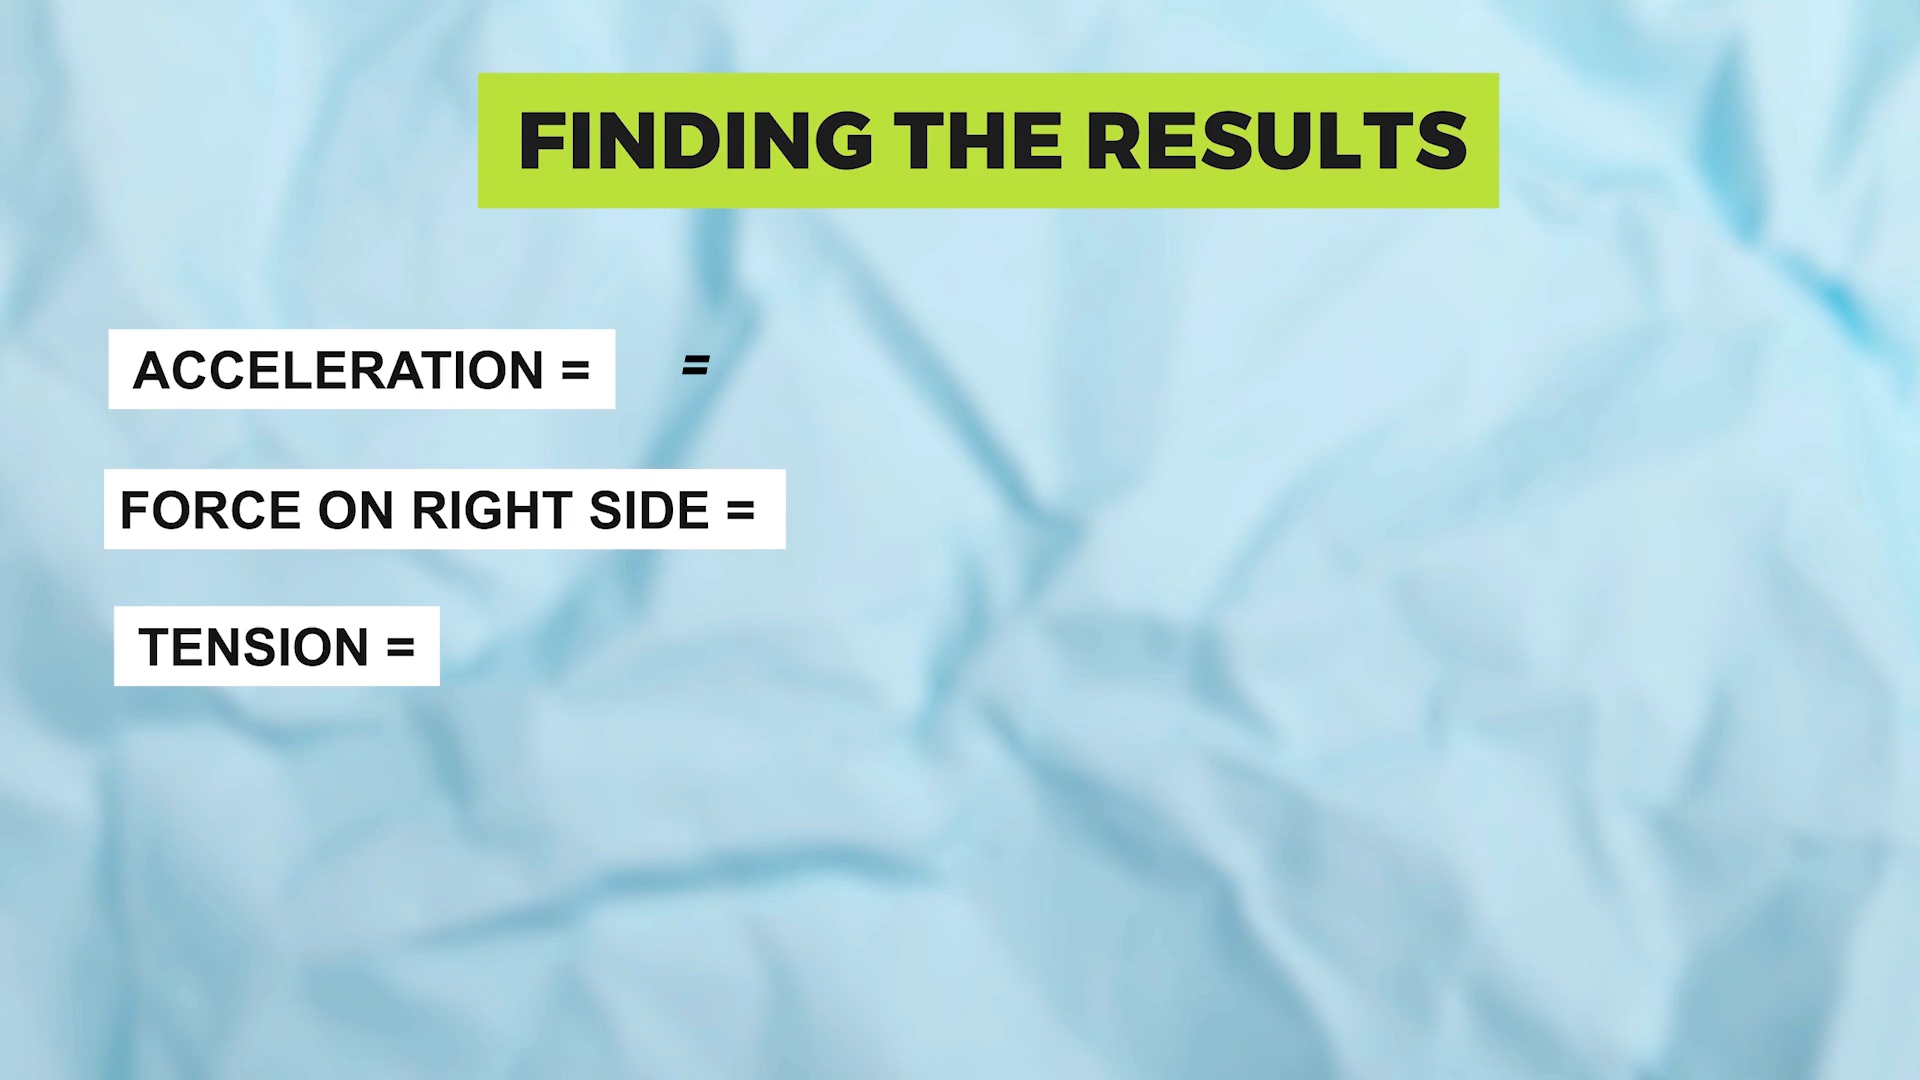 FINDING THE RESULTS
ACCELERATION = =
FORCE ON RIGHT SIDE =
TENSION =